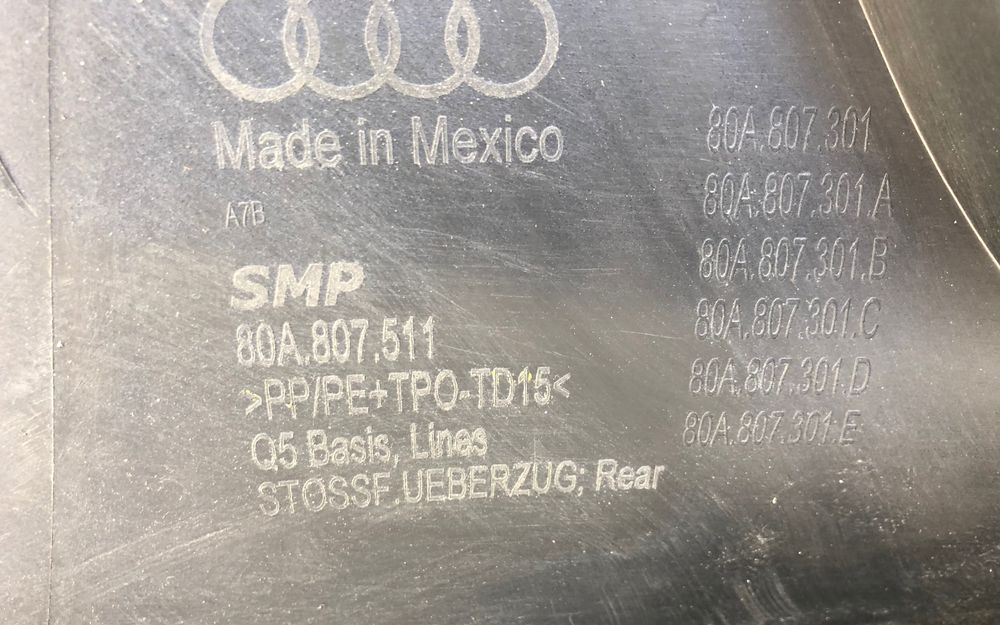 Made in Mexico
A7B
SMP
80A.807.511
>PP/PE+TPO-TD15<
Q5 Basis, Lines
STOSSF.UEBERZUG; Rear
80A.807.301
80A.807.301.A
80A.807.301.B
80A.807.301.C
80A.807.301.D
80A.807.301.E